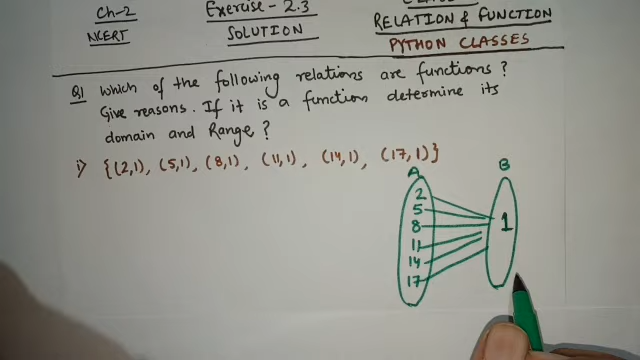 Ch-2
Exercise - 2.3
NCERT
SOLUTION
RELATION & FUNCTION
PYTHON CLASSES
Q1 Which of the following relations are functions?
Give reasons. If it is a function determine its
domain and Range?
i) {(2,1), (5,1), (8,1), (11,1), (14,1), (17,1)}
A
B
2
5
8
11
14
17
1